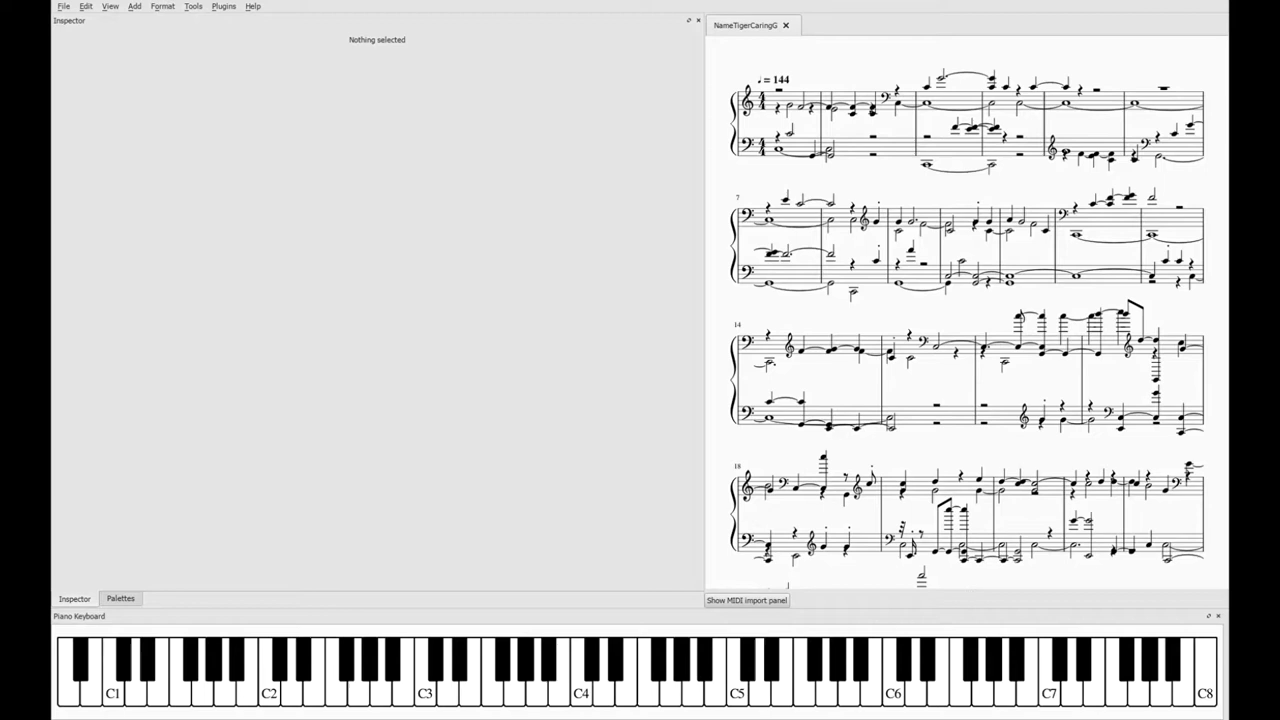 File Edit View Add Format Tools Plugins Help
Inspector
Nothing selected
NameTigerCaringG
= 144
7
14
18
Inspector Palettes
Show MIDI import panel
Piano Keyboard
C1 C2 C3 C4 C5 C6 C7 C8